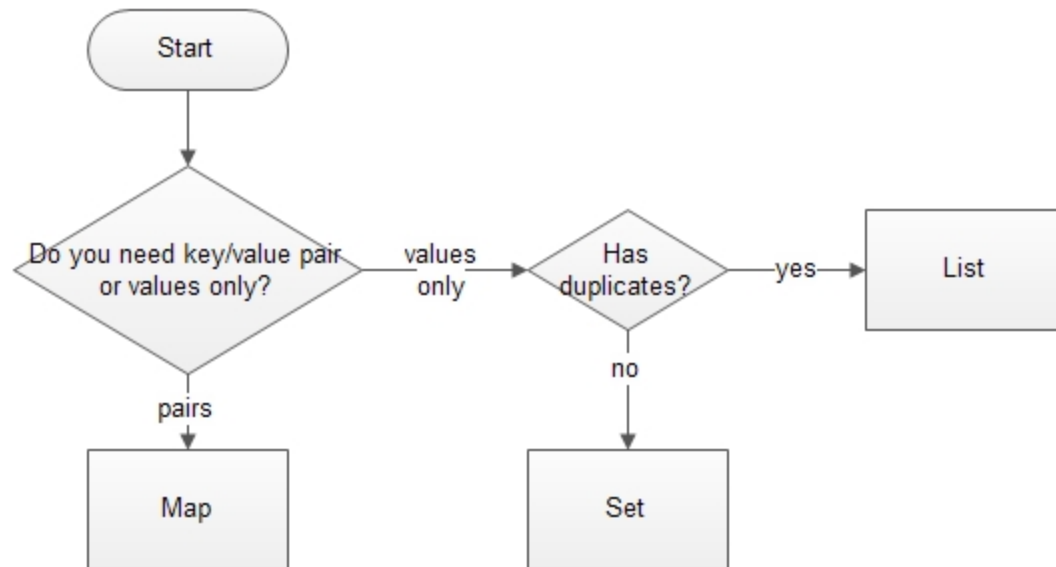 Start
Do you need key/value pair
or values only?
values
only
Has
duplicates?
yes
List
pairs
no
Map
Set